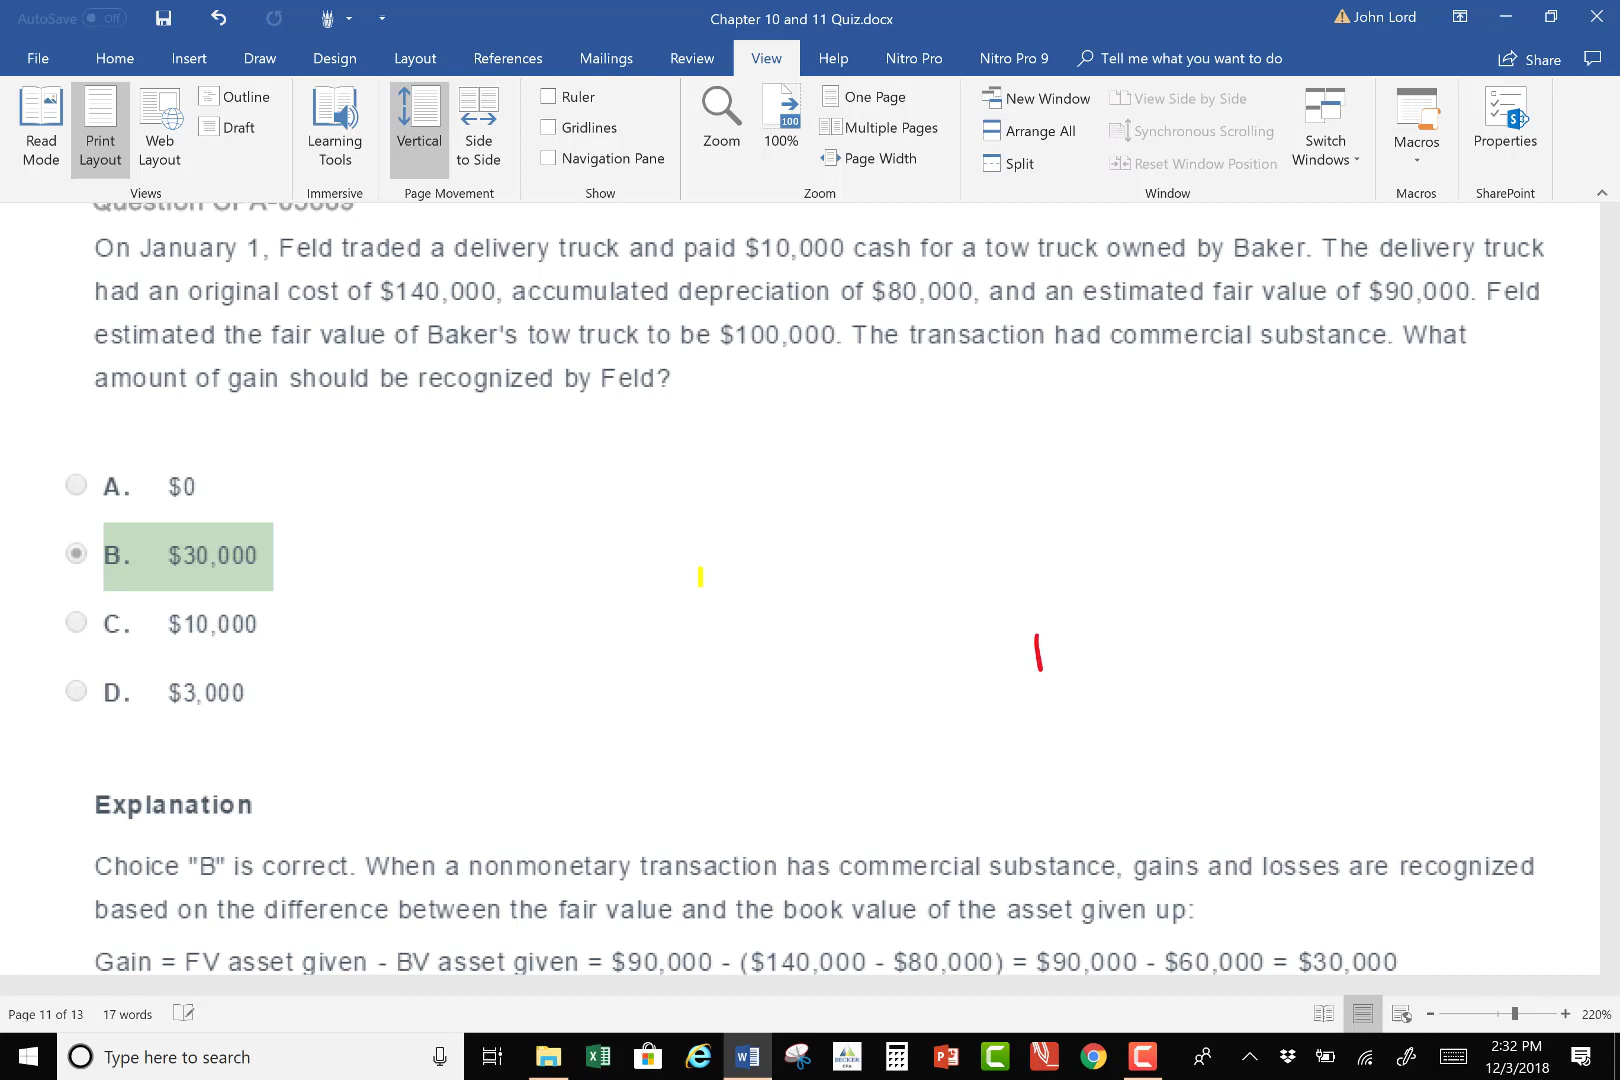 AutoSave Off
Chapter 10 and 11 Quiz.docx
John Lord
File Home Insert Draw Design Layout References Mailings Review View Help Nitro Pro Nitro Pro 9 Tell me what you want to do Share
Read Mode
Print Layout
Web Layout
Outline
Draft
Views
Learning Tools
Immersive
Vertical
Side to Side
Page Movement
Ruler
Gridlines
Navigation Pane
Show
Zoom
100
100%
One Page
Multiple Pages
Page Width
Zoom
New Window
Arrange All
Split
View Side by Side
Synchronous Scrolling
Reset Window Position
Switch Windows
Window
Macros
Macros
Properties
SharePoint
Question CPA-05009
On January 1, Feld traded a delivery truck and paid $10,000 cash for a tow truck owned by Baker. The delivery truck
had an original cost of $140,000, accumulated depreciation of $80,000, and an estimated fair value of $90,000. Feld
estimated the fair value of Baker's tow truck to be $100,000. The transaction had commercial substance. What
amount of gain should be recognized by Feld?
A. $0
B. $30,000
C. $10,000
D. $3,000
Explanation
Choice "B" is correct. When a nonmonetary transaction has commercial substance, gains and losses are recognized
based on the difference between the fair value and the book value of the asset given up:
Gain = FV asset given - BV asset given = $90,000 - ($140,000 - $80,000) = $90,000 - $60,000 = $30,000
Page 11 of 13 17 words
220%
Type here to search
BECKER
2:32 PM
12/3/2018